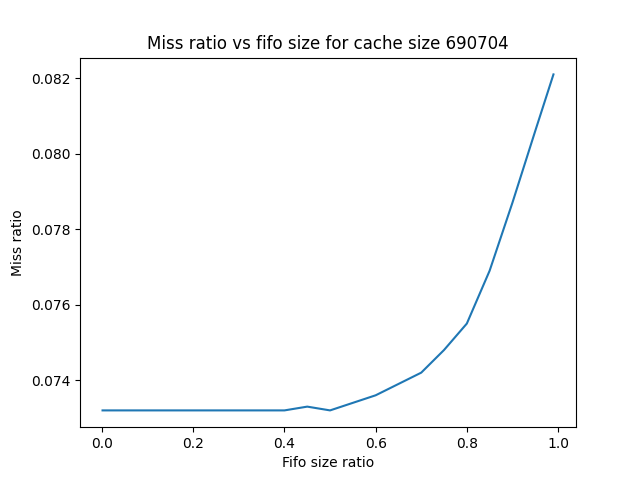 Miss ratio vs fifo size for cache size 690704
0.082
0.080
0.078
0.076
0.074
Miss ratio
0.0 0.2 0.4 0.6 0.8 1.0
Fifo size ratio